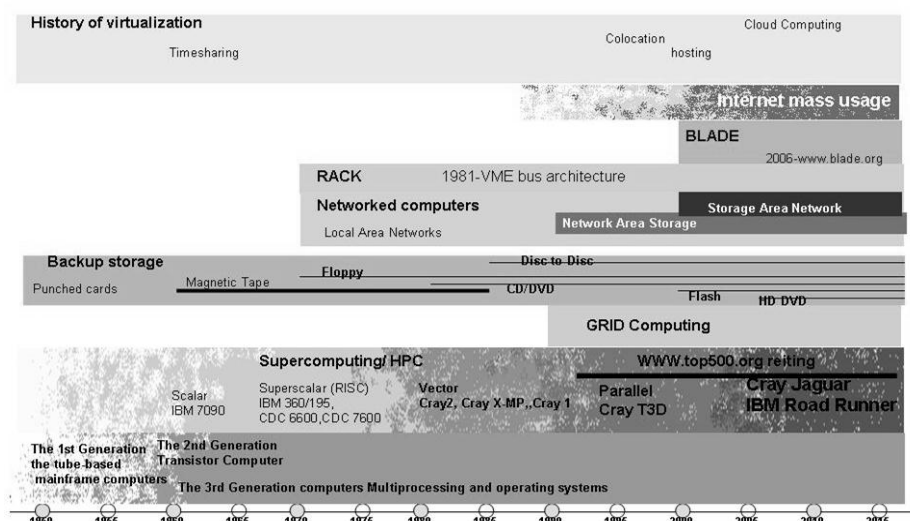 History of virtualization
Cloud Computing
Colocation
Timesharing
hosting
Internet mass usage
BLADE
2006-www.blade.org
RACK 1981-VME bus architecture
Networked computers
Storage Area Network
Network Area Storage
Local Area Networks
Backup storage
Disc to Disc
Floppy
Magnetic Tape
Punched cards
CD/DVD
Flash
HD DVD
GRID Computing
Supercomputing/ HPC
WWW.top500.org reiting
Scalar
IBM 7090
Superscalar (RISC)
IBM 360/195,
CDC 6600,CDC 7600
Vector
Cray2, Cray X-MP,,Cray 1
Parallel
Cray T3D
Cray Jaguar
IBM Road Runner
The 1st Generation
the tube-based
mainframe computers
The 2nd Generation
Transistor Computer
The 3rd Generation computers Multiprocessing and operating systems